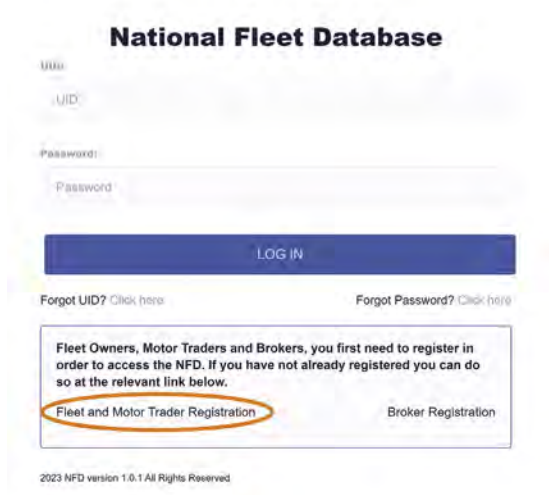 National Fleet Database
UID:
UID
Password:
Password
LOG IN
Forgot UID? Click here Forgot Password? Click here
Fleet Owners, Motor Traders and Brokers, you first need to register in
order to access the NFD. If you have not already registered you can do
so at the relevant link below.
Fleet and Motor Trader Registration Broker Registration
2023 NFD version 1.0.1 All Rights Reserved